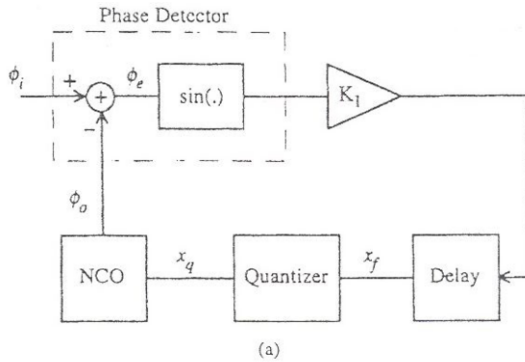 Phase Detector
ϕi + ϕe sin(.) K1
+
−
ϕo
NCO xq Quantizer xf Delay
(a)